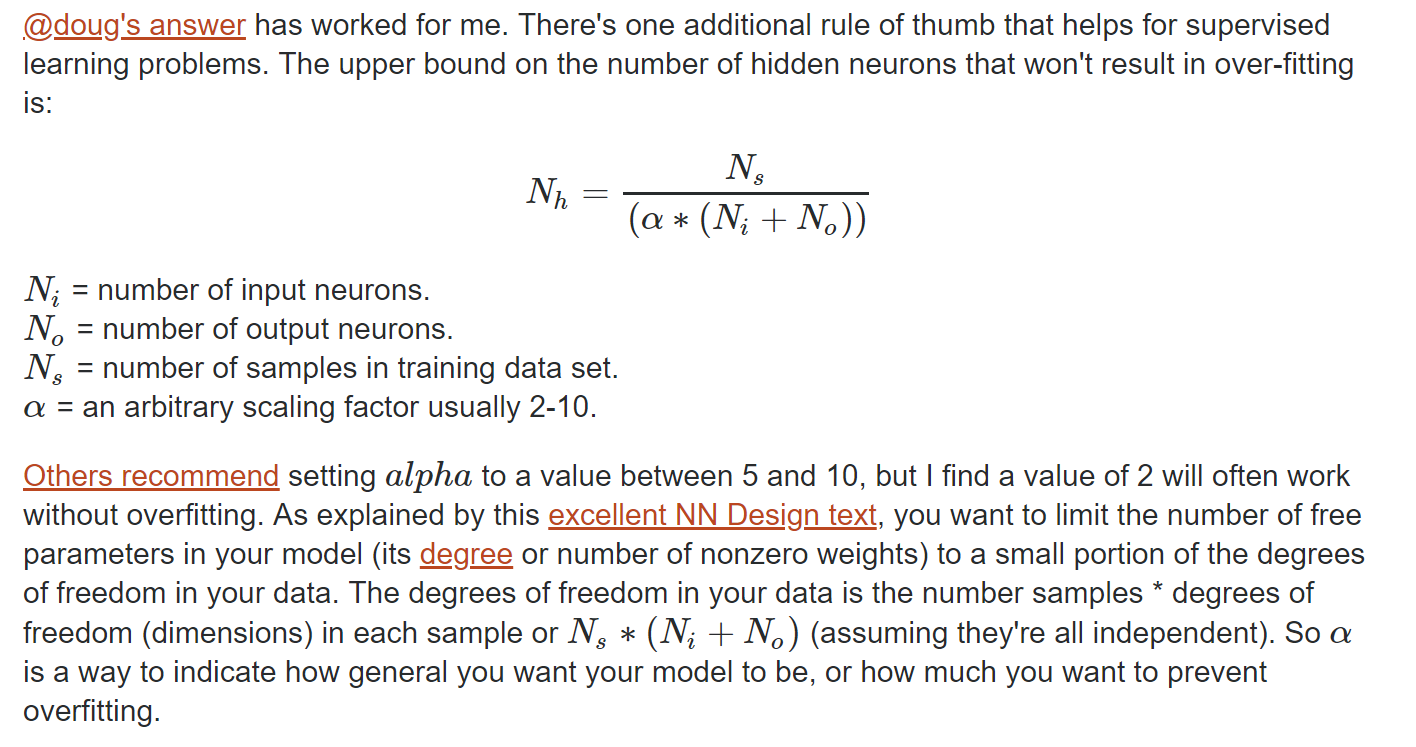 @doug's answer has worked for me. There's one additional rule of thumb that helps for supervised
learning problems. The upper bound on the number of hidden neurons that won't result in over-fitting
is:
N_h = N_s / (α * (N_i + N_o))
N_i = number of input neurons.
N_o = number of output neurons.
N_s = number of samples in training data set.
α = an arbitrary scaling factor usually 2-10.
Others recommend setting alpha to a value between 5 and 10, but I find a value of 2 will often work
without overfitting. As explained by this excellent NN Design text, you want to limit the number of free
parameters in your model (its degree or number of nonzero weights) to a small portion of the degrees
of freedom in your data. The degrees of freedom in your data is the number samples * degrees of
freedom (dimensions) in each sample or N_s * (N_i + N_o) (assuming they're all independent). So α
is a way to indicate how general you want your model to be, or how much you want to prevent
overfitting.